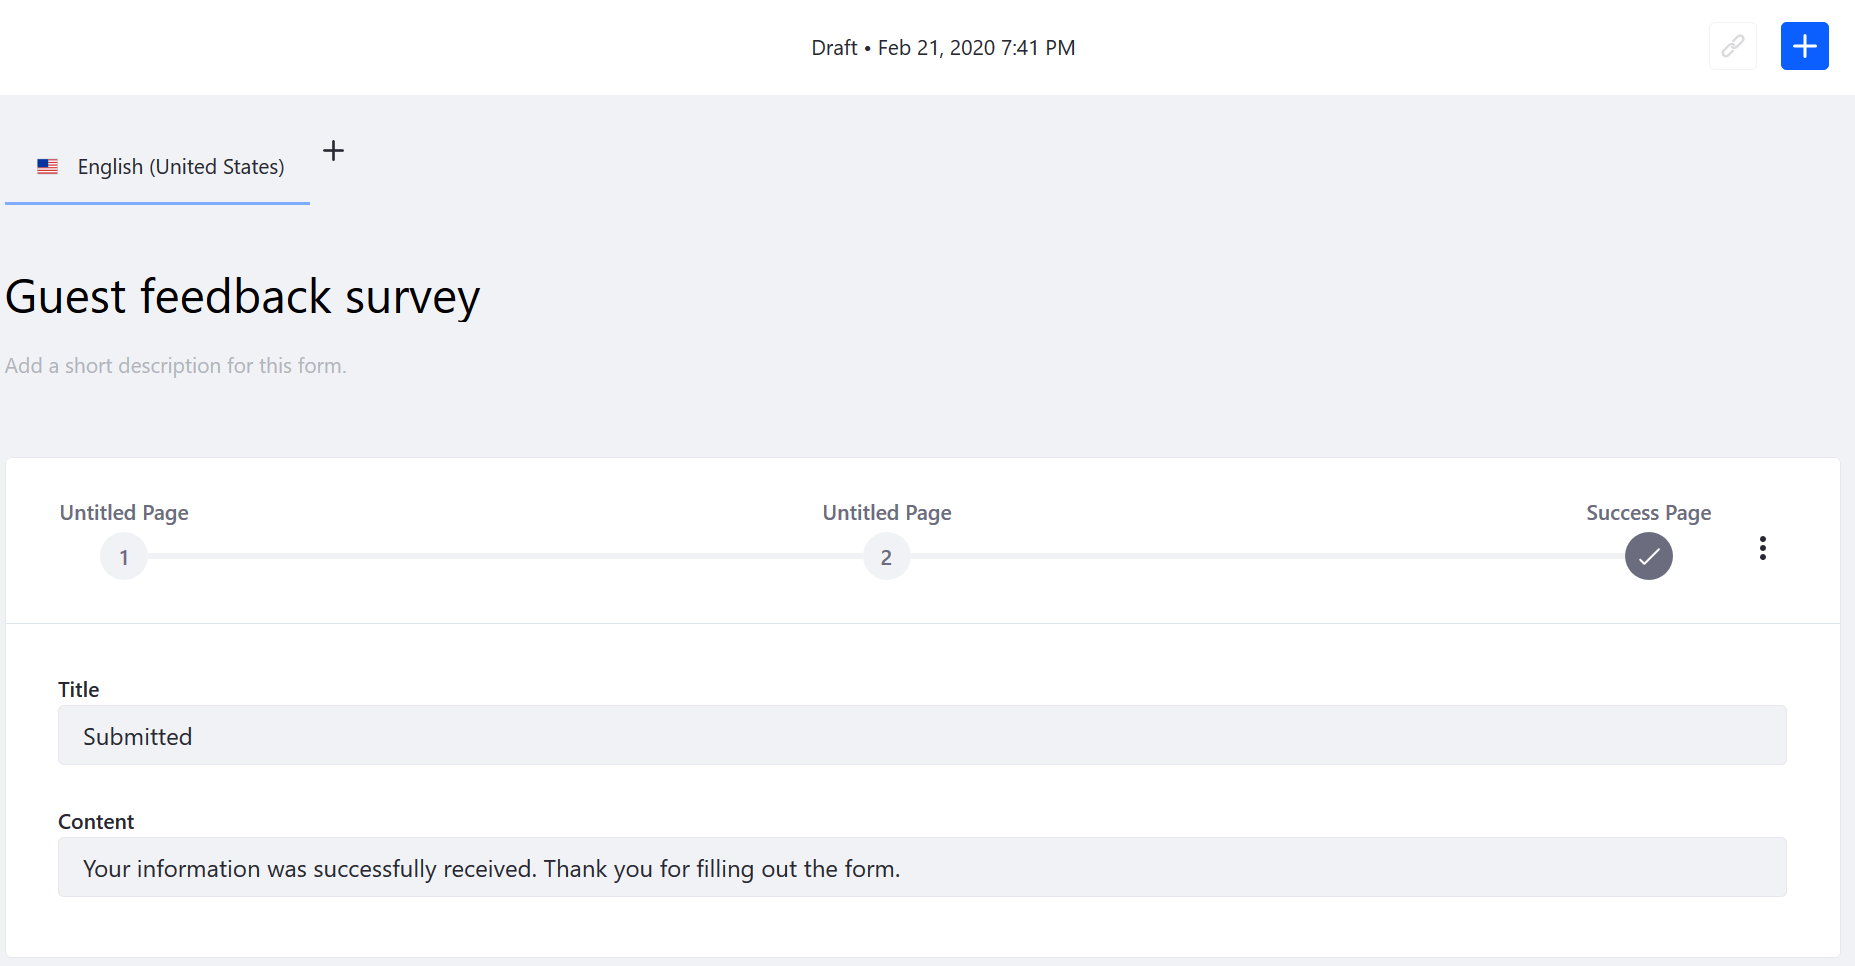 Draft • Feb 21, 2020 7:41 PM
English (United States)
Guest feedback survey
Add a short description for this form.
Untitled Page
Untitled Page
Success Page
1
2
Title
Submitted
Content
Your information was successfully received. Thank you for filling out the form.